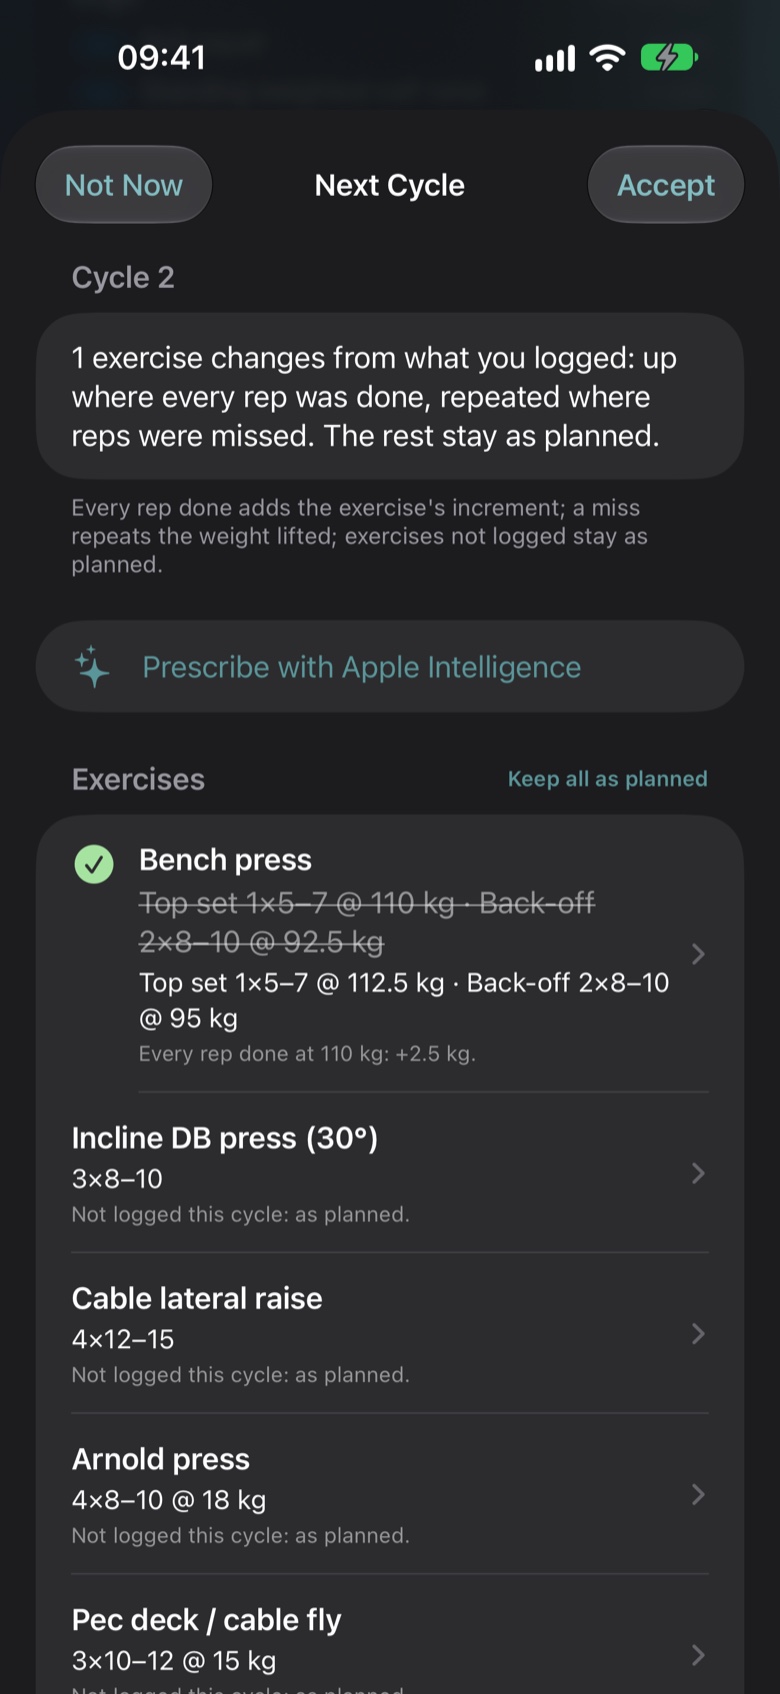 09:41
Not Now
Next Cycle
Accept
Cycle 2
1 exercise changes from what you logged: up
where every rep was done, repeated where
reps were missed. The rest stay as planned.
Every rep done adds the exercise's increment; a miss
repeats the weight lifted; exercises not logged stay as
planned.
Prescribe with Apple Intelligence
Exercises
Keep all as planned
Bench press
Top set 1×5–7 @ 110 kg · Back-off
2×8–10 @ 92.5 kg
Top set 1×5–7 @ 112.5 kg · Back-off 2×8–10
@ 95 kg
Every rep done at 110 kg: +2.5 kg.
Incline DB press (30°)
3×8–10
Not logged this cycle: as planned.
Cable lateral raise
4×12–15
Not logged this cycle: as planned.
Arnold press
4×8–10 @ 18 kg
Not logged this cycle: as planned.
Pec deck / cable fly
3×10–12 @ 15 kg